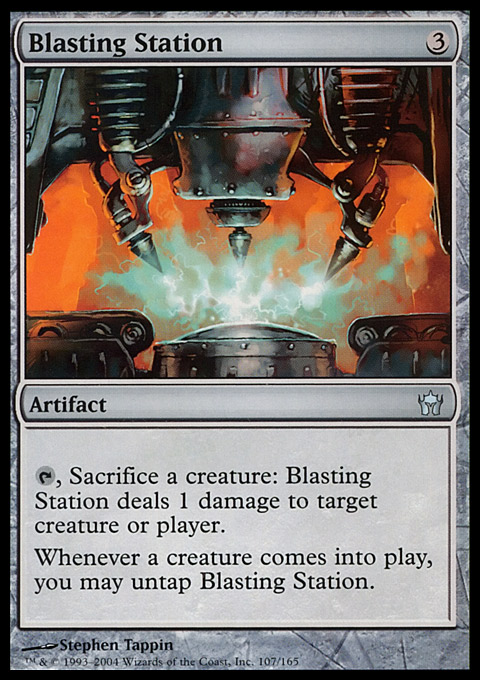 Blasting Station 3
Artifact
, Sacrifice a creature: Blasting
Station deals 1 damage to target
creature or player.
Whenever a creature comes into play,
you may untap Blasting Station.
Stephen Tappin
™ & © 1993–2004 Wizards of the Coast, Inc. 107/165